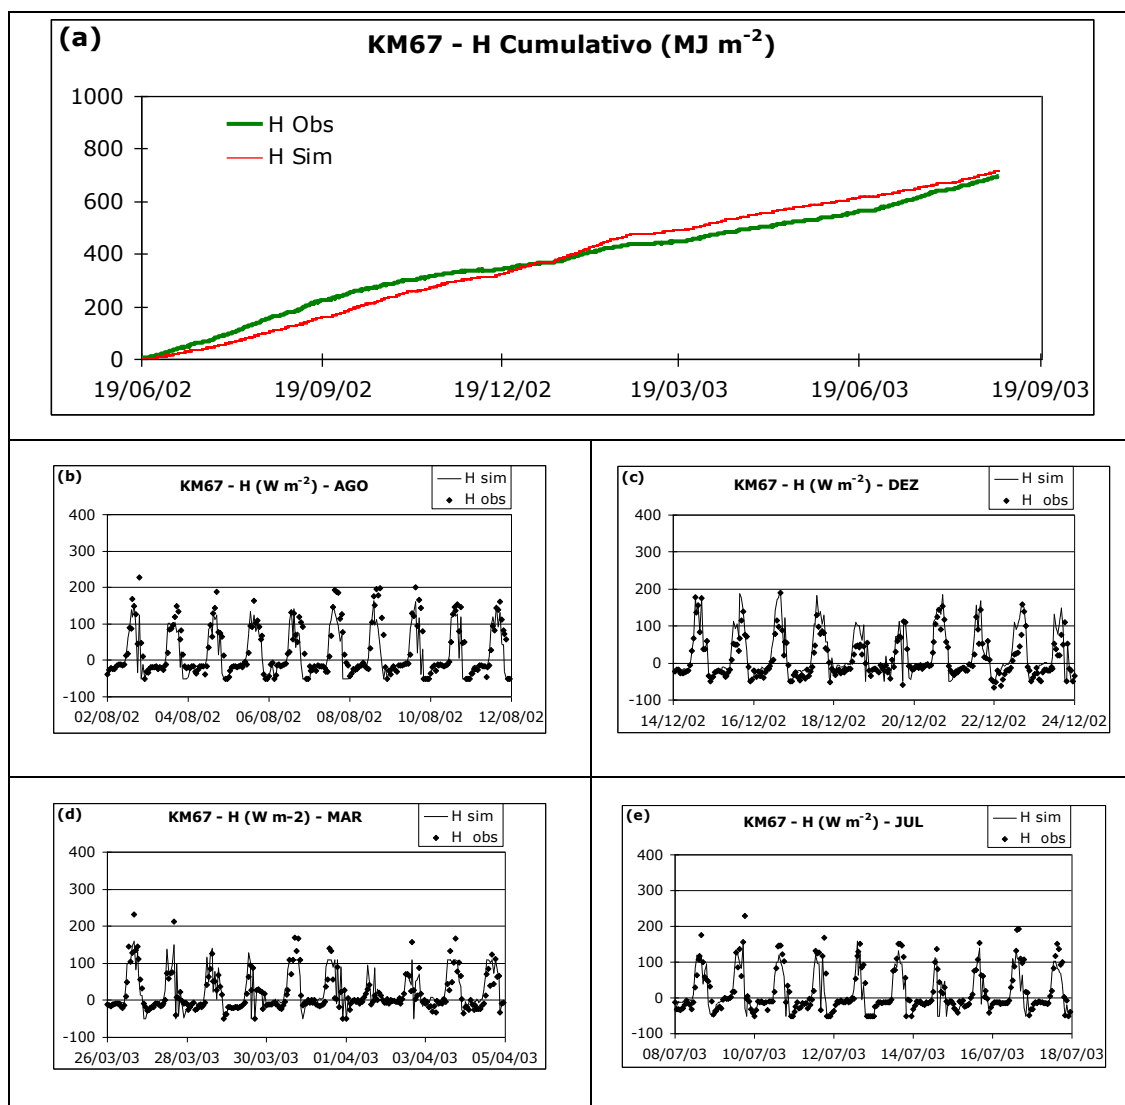 (a)
KM67 - H Cumulativo (MJ m⁻²)
1000
800
600
400
200
0
H Obs
H Sim
19/06/02 19/09/02 19/12/02 19/03/03 19/06/03 19/09/03
(b)
KM67 - H (W m⁻²) - AGO
H sim
H obs
400
300
200
100
0
-100
02/08/02 04/08/02 06/08/02 08/08/02 10/08/02 12/08/02
(c)
KM67 - H (W m⁻²) - DEZ
H sim
H obs
400
300
200
100
0
-100
14/12/02 16/12/02 18/12/02 20/12/02 22/12/02 24/12/02
(d)
KM67 - H (W m-2) - MAR
H sim
H obs
400
300
200
100
0
-100
26/03/03 28/03/03 30/03/03 01/04/03 03/04/03 05/04/03
(e)
KM67 - H (W m⁻²) - JUL
H sim
H obs
400
300
200
100
0
-100
08/07/03 10/07/03 12/07/03 14/07/03 16/07/03 18/07/03